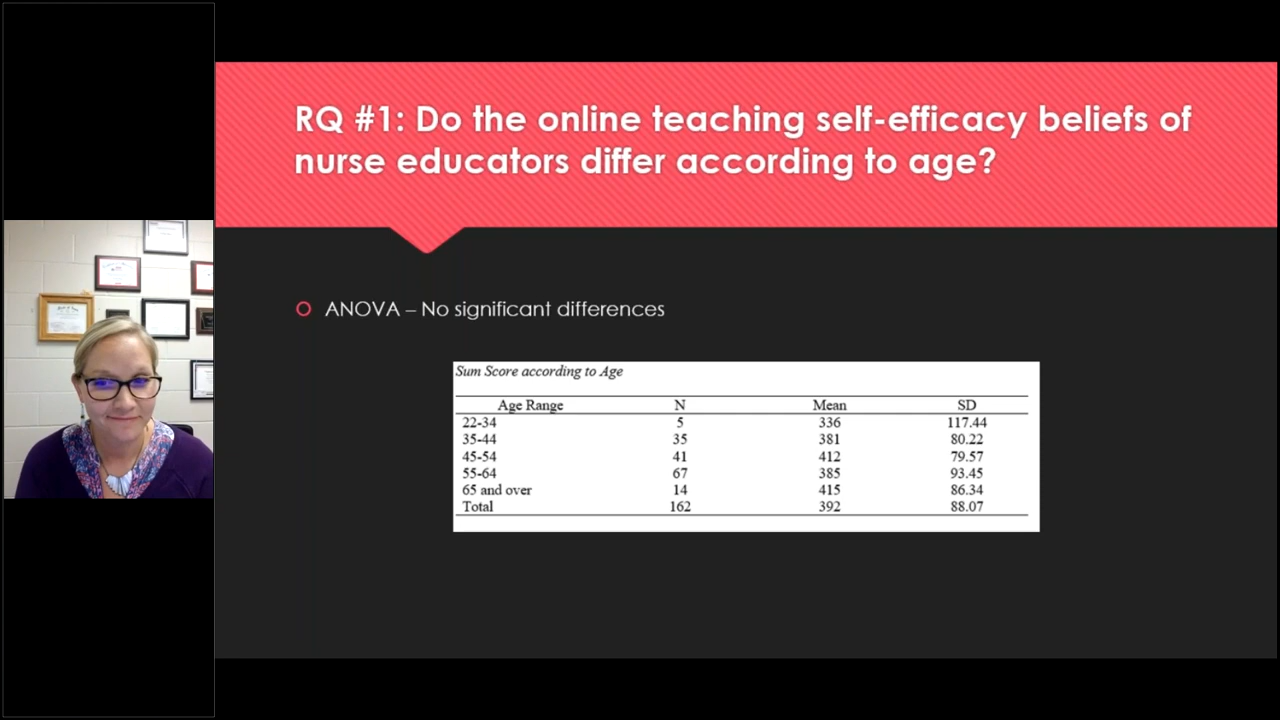 RQ #1: Do the online teaching self-efficacy beliefs of
nurse educators differ according to age?
ANOVA – No significant differences
Sum Score according to Age
Age Range N Mean SD
22-34 5 336 117.44
35-44 35 381 80.22
45-54 41 412 79.57
55-64 67 385 93.45
65 and over 14 415 86.34
Total 162 392 88.07